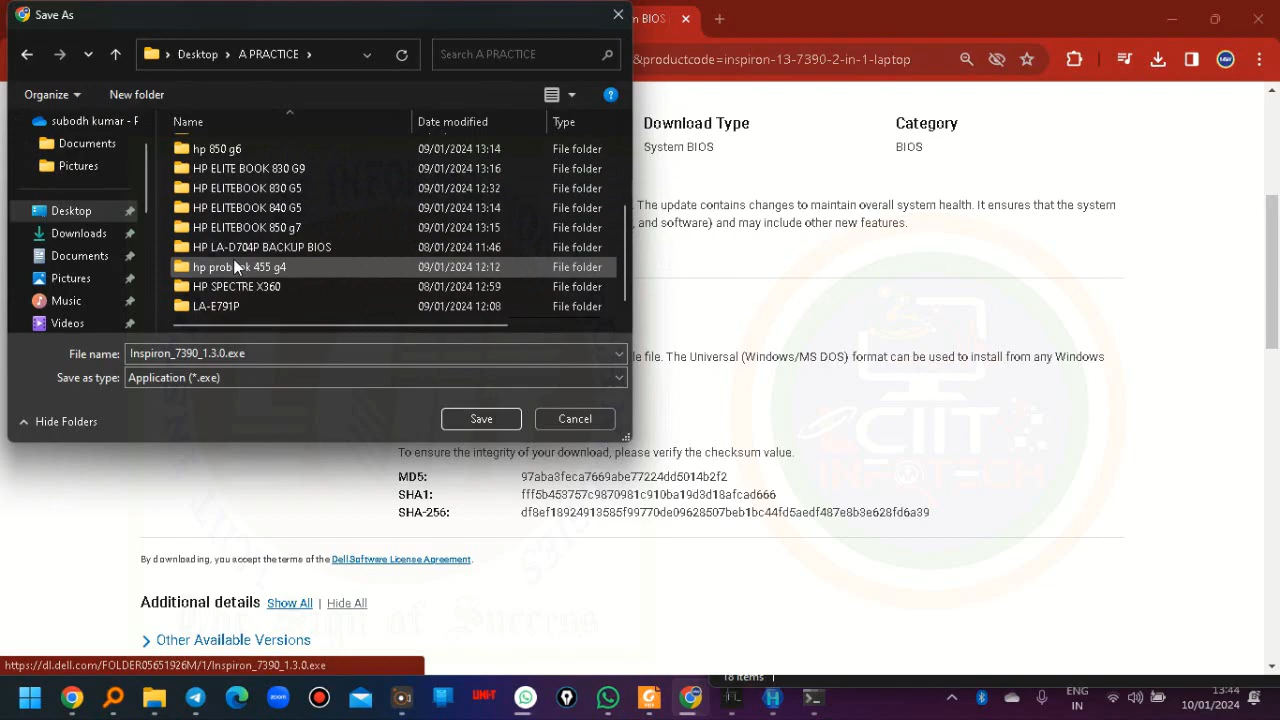 Save As
m BIOS
Desktop
A PRACTICE
Search A PRACTICE
&productcode=inspiron-13-7390-2-in-1-laptop
Organize
New folder
subodh kumar - P
Documents
Pictures
Desktop
Downloads
Documents
Pictures
Music
Videos
Name
Date modified
Type
hp 850 g6
09/01/2024 13:14
File folder
HP ELITE BOOK 830 G9
09/01/2024 13:16
File folder
HP ELITEBOOK 830 G5
09/01/2024 12:32
File folder
HP ELITEBOOK 840 G5
09/01/2024 13:14
File folder
HP ELITEBOOK 850 g7
09/01/2024 13:15
File folder
HP LA-D704P BACKUP BIOS
08/01/2024 11:46
File folder
09/01/2024 12:12
File folder
HP SPECTRE X360
08/01/2024 12:59
File folder
LA-E791P
09/01/2024 12:08
File folder
File name:
Inspiron_7390_1.3.0.exe
Save as type:
Application (*.exe)
Hide Folders
Save
Cancel
Download Type
Category
System BIOS
BIOS
The update contains changes to maintain overall system health. It ensures that the system
, and software) and may include other new features.
le file. The Universal (Windows/MS DOS) format can be used to install from any Windows
CIIT
INFOTECH
To ensure the integrity of your download, please verify the checksum value.
MD5:
97aba8feca7669abe77224dd5014b2f2
SHA1:
fff5b453757c9870981c910ba19d3d18afcad666
SHA-256:
df8ef18924913585f99770de09628507beb1bc44fd5aedf487e8b3e628fd6a39
By downloading, you accept the terms of the Dell Software License Agreement.
Additional details Show All | Hide All
Other Available Versions
https://dl.dell.com/FOLDER05651926M/1/Inspiron_7390_1.3.0.exe
18 items
zoom
UMT
ENG
IN
13:44
10/01/2024